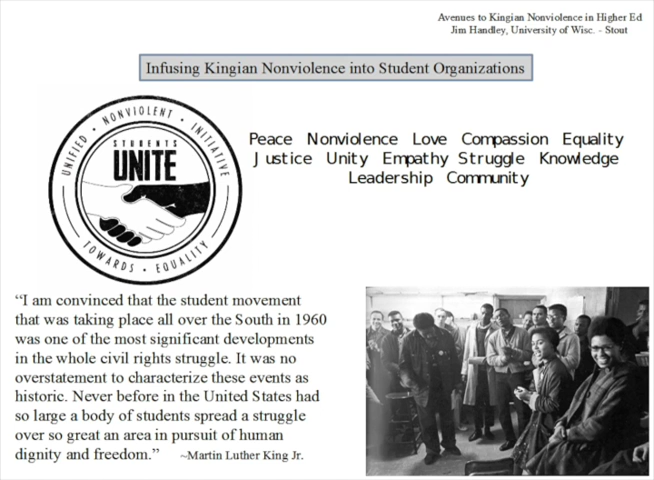 Avenues to Kingian Nonviolence in Higher Ed
Jim Handley, University of Wisc. - Stout
Infusing Kingian Nonviolence into Student Organizations
UNIFIED • NONVIOLENT • INITIATIVE
STUDENTS
UNITE
TOWARDS • EQUALITY
Peace Nonviolence Love Compassion Equality
Justice Unity Empathy Struggle Knowledge
Leadership Community
“I am convinced that the student movement
that was taking place all over the South in 1960
was one of the most significant developments
in the whole civil rights struggle. It was no
overstatement to characterize these events as
historic. Never before in the United States had
so large a body of students spread a struggle
over so great an area in pursuit of human
dignity and freedom.” ~Martin Luther King Jr.